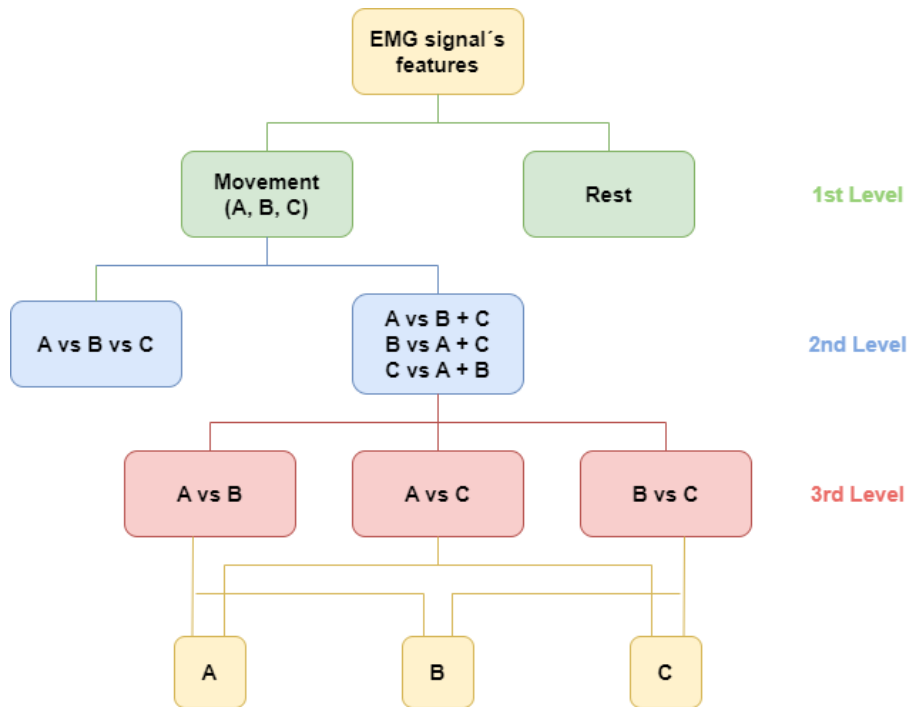 EMG signal´s
features
Movement
(A, B, C)
Rest
1st Level
A vs B vs C
A vs B + C
B vs A + C
C vs A + B
2nd Level
A vs B
A vs C
B vs C
3rd Level
A
B
C